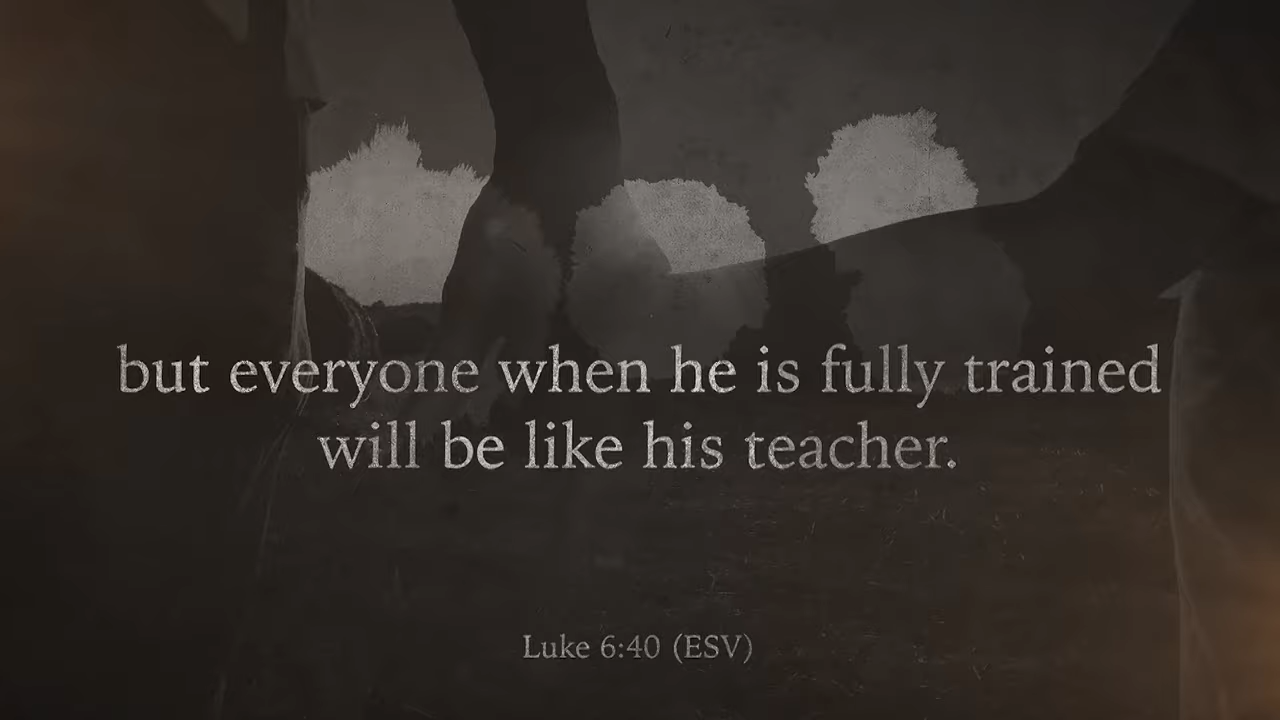 but everyone when he is fully trained
will be like his teacher.
Luke 6:40 (ESV)